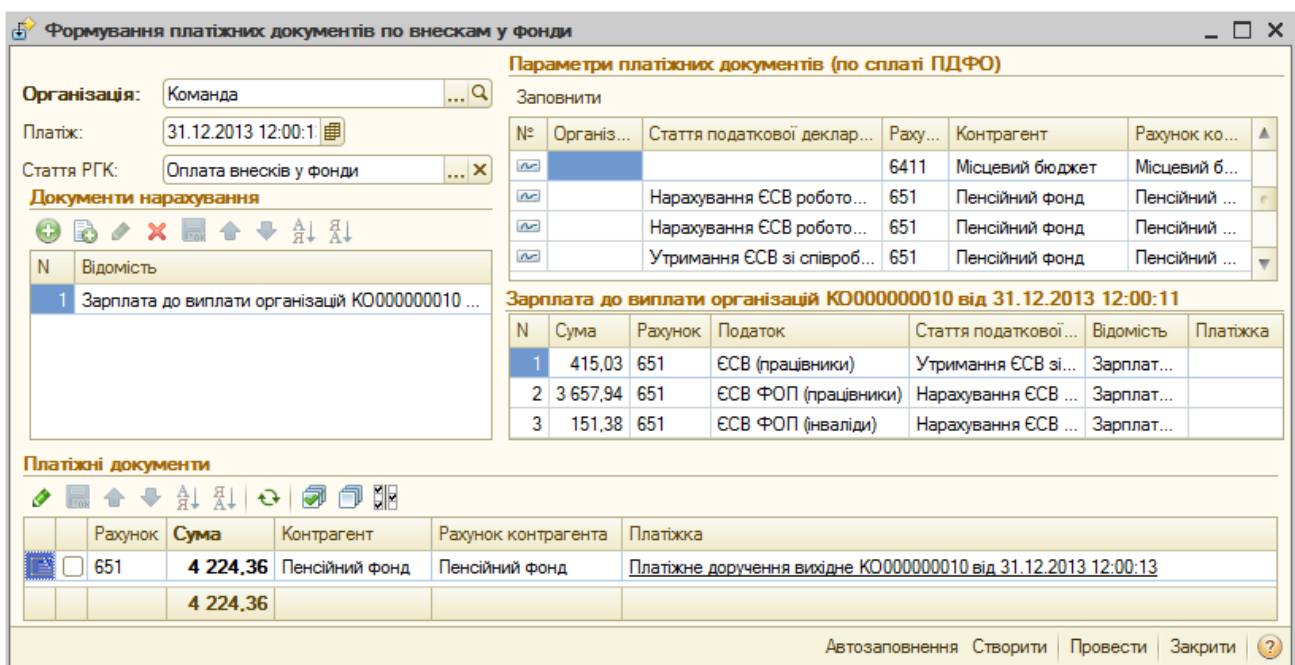 Формування платіжних документів по внескам у фонди
Організація: Команда ...
Платіж: 31.12.2013 12:00:1
Стаття РГК: Оплата внесків у фонди ...
Документи нарахування
N Відомість
1 Зарплата до виплати організацій КО000000010 ...
Параметри платіжних документів (по сплаті ПДФО)
Заповнити
№ Організ... Стаття податкової деклар... Раху... Контрагент Рахунок ко...
6411 Місцевий бюджет Місцевий б...
Нарахування ЄСВ робото... 651 Пенсійний фонд Пенсійний ...
Нарахування ЄСВ робото... 651 Пенсійний фонд Пенсійний ...
Утримання ЄСВ зі співроб... 651 Пенсійний фонд Пенсійний ...
Зарплата до виплати організацій КО000000010 від 31.12.2013 12:00:11
N Сума Рахунок Податок Стаття податкової... Відомість Платіжка
1 415,03 651 ЄСВ (працівники) Утримання ЄСВ зі... Зарплат...
2 3 657,94 651 ЄСВ ФОП (працівники) Нарахування ЄСВ ... Зарплат...
3 151,38 651 ЄСВ ФОП (інваліди) Нарахування ЄСВ ... Зарплат...
Платіжні документи
Рахунок Сума Контрагент Рахунок контрагента Платіжка
651 4 224,36 Пенсійний фонд Пенсійний фонд Платіжне доручення вихідне КО000000010 від 31.12.2013 12:00:13
4 224,36
Автозаповнення Створити Провести Закрити ?